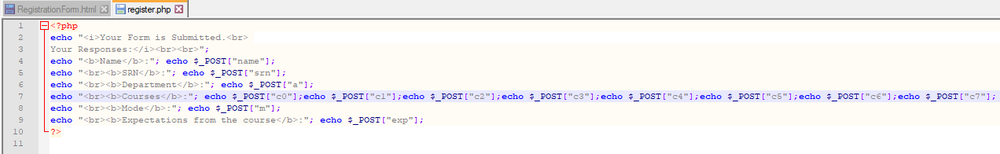 RegistrationForm.html register.php
1 <?php
2 echo "<i>Your Form is Submitted.<br>
3 Your Responses:</i><br><br>";
4 echo "<b>Name</b>:"; echo $_POST["name"];
5 echo "<br><b>SRN</b>:"; echo $_POST["srn"];
6 echo "<br><b>Department</b>:"; echo $_POST["a"];
7 echo "<br><b>Courses</b>:"; echo $_POST["c0"];echo $_POST["c1"];echo $_POST["c2"];echo $_POST["c3"];echo $_POST["c4"];echo $_POST["c5"];echo $_POST["c6"];echo $_POST["c7"];
8 echo "<br><b>Mode</b>:"; echo $_POST["m"];
9 echo "<br><b>Expectations from the course</b>:"; echo $_POST["exp"];
10 ?>
11